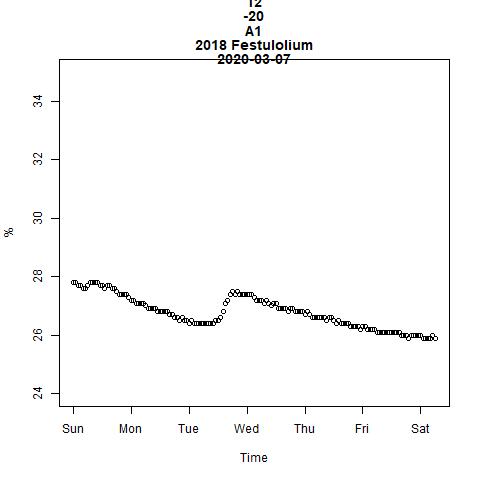 T2
-20
A1
2018 Festulolium
2020-03-07
34
32
30
28
26
24
%
Sun Mon Tue Wed Thu Fri Sat
Time